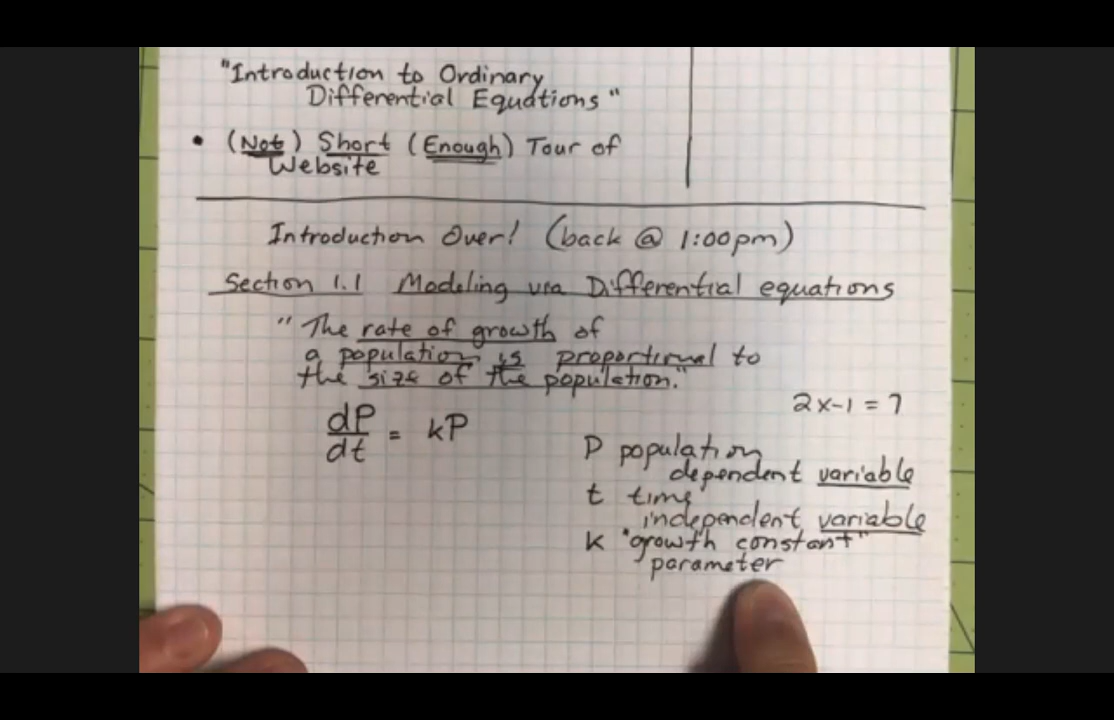 "Introduction to Ordinary
Differential Equations"
• (Not) Short (Enough) Tour of
Website
Introduction Over! (back @ 1:00pm)
Section 1.1 Modeling via Differential equations
"The rate of growth of
a population is proportional to
the size of the population."
2x-1 = 7
dP/dt = kP
P population
dependent variable
t time
independent variable
k "growth constant"
parameter